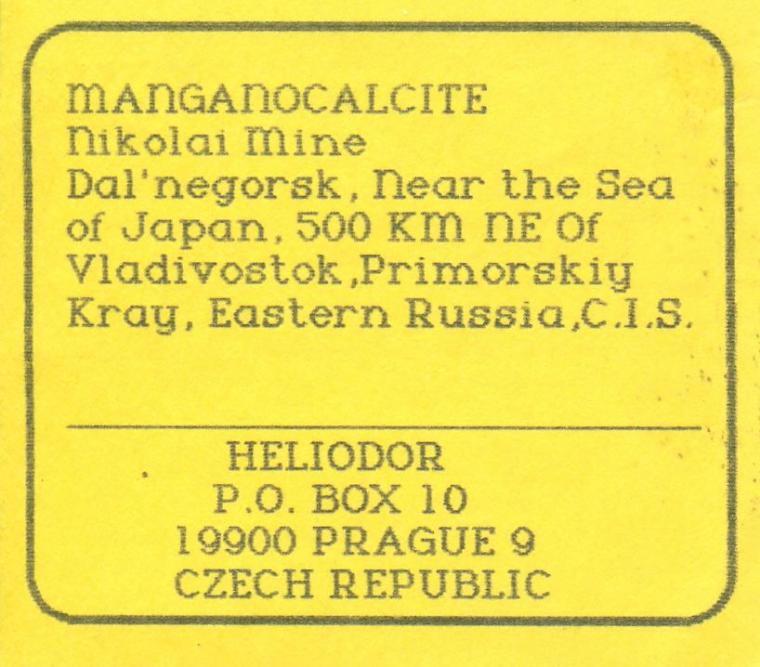 MANGANOCALCITE
Nikolai Mine
Dal'negorsk, Near the Sea
of Japan, 500 KM NE Of
Vladivostok,Primorskiy
Kray, Eastern Russia,C.I.S.
HELIODOR
P.O. BOX 10
19900 PRAGUE 9
CZECH REPUBLIC